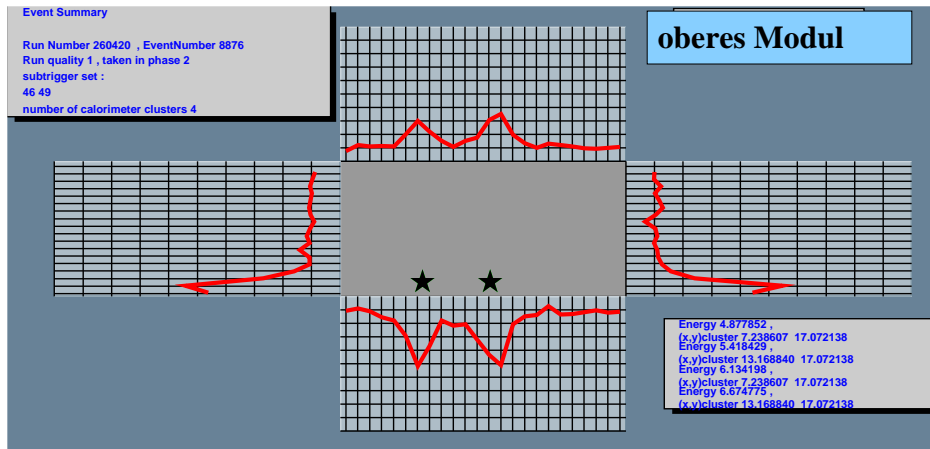 Event Summary
Run Number 260420 , EventNumber 8876
Run quality 1 , taken in phase 2
subtrigger set :
46 49
number of calorimeter clusters 4
oberes Modul
Energy 4.877852 ,
(x,y)cluster 7.238607 17.072138
Energy 5.418429 ,
(x,y)cluster 13.168840 17.072138
Energy 6.134198 ,
(x,y)cluster 7.238607 17.072138
Energy 6.674775 ,
(x,y)cluster 13.168840 17.072138